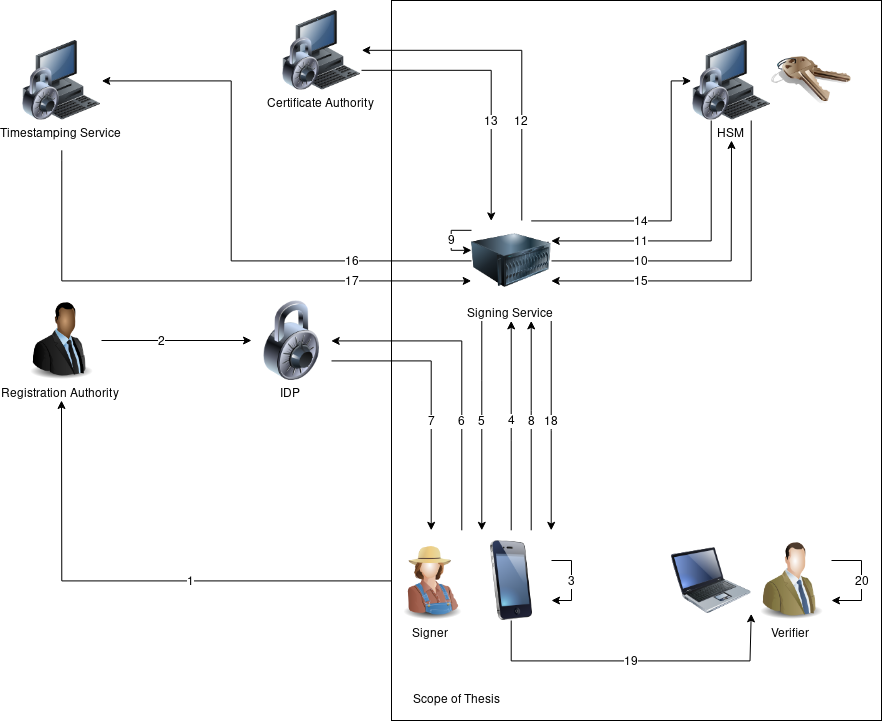 Certificate Authority
Timestamping Service
HSM
13
12
14
9
11
16
10
17
15
Signing Service
2
Registration Authority
IDP
7
6
5
4
8
18
1
3
20
Signer
Verifier
19
Scope of Thesis